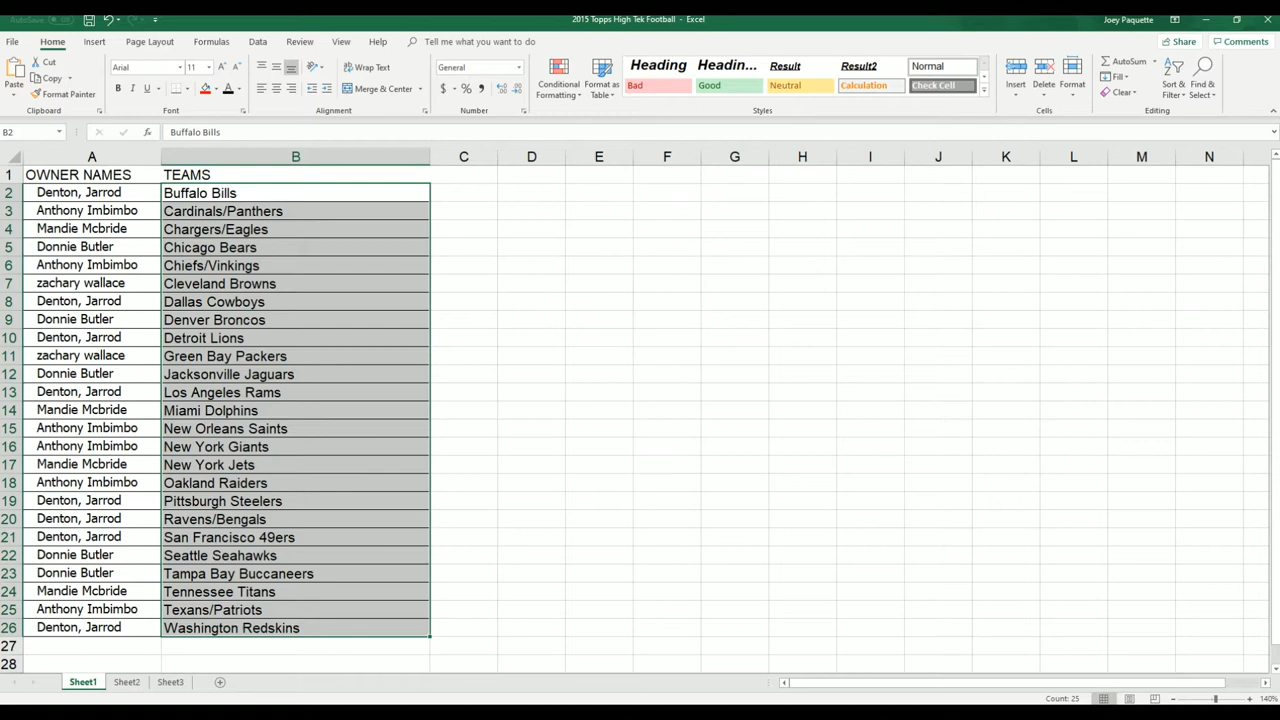 AutoSave Off
2015 Topps High Tek Football - Excel
Joey Paquette
File Home Insert Page Layout Formulas Data Review View Help Tell me what you want to do Share Comments
Paste Cut Copy Format Painter Clipboard
Arial 11 Font
Wrap Text Merge & Center Alignment
General Number
Conditional Formatting Format as Table
Heading Headin... Result Result2 Normal
Bad Good Neutral Calculation Check Cell
Styles
Insert Delete Format Cells
AutoSum Fill Clear Sort & Filter Find & Select Editing
B2 fx Buffalo Bills
A B C D E F G H I J K L M N
1 OWNER NAMES TEAMS
2 Denton, Jarrod Buffalo Bills
3 Anthony Imbimbo Cardinals/Panthers
4 Mandie Mcbride Chargers/Eagles
5 Donnie Butler Chicago Bears
6 Anthony Imbimbo Chiefs/Vinkings
7 zachary wallace Cleveland Browns
8 Denton, Jarrod Dallas Cowboys
9 Donnie Butler Denver Broncos
10 Denton, Jarrod Detroit Lions
11 zachary wallace Green Bay Packers
12 Donnie Butler Jacksonville Jaguars
13 Denton, Jarrod Los Angeles Rams
14 Mandie Mcbride Miami Dolphins
15 Anthony Imbimbo New Orleans Saints
16 Anthony Imbimbo New York Giants
17 Mandie Mcbride New York Jets
18 Anthony Imbimbo Oakland Raiders
19 Denton, Jarrod Pittsburgh Steelers
20 Denton, Jarrod Ravens/Bengals
21 Denton, Jarrod San Francisco 49ers
22 Donnie Butler Seattle Seahawks
23 Donnie Butler Tampa Bay Buccaneers
24 Mandie Mcbride Tennessee Titans
25 Anthony Imbimbo Texans/Patriots
26 Denton, Jarrod Washington Redskins
27
28
Sheet1 Sheet2 Sheet3
Count: 25 140%